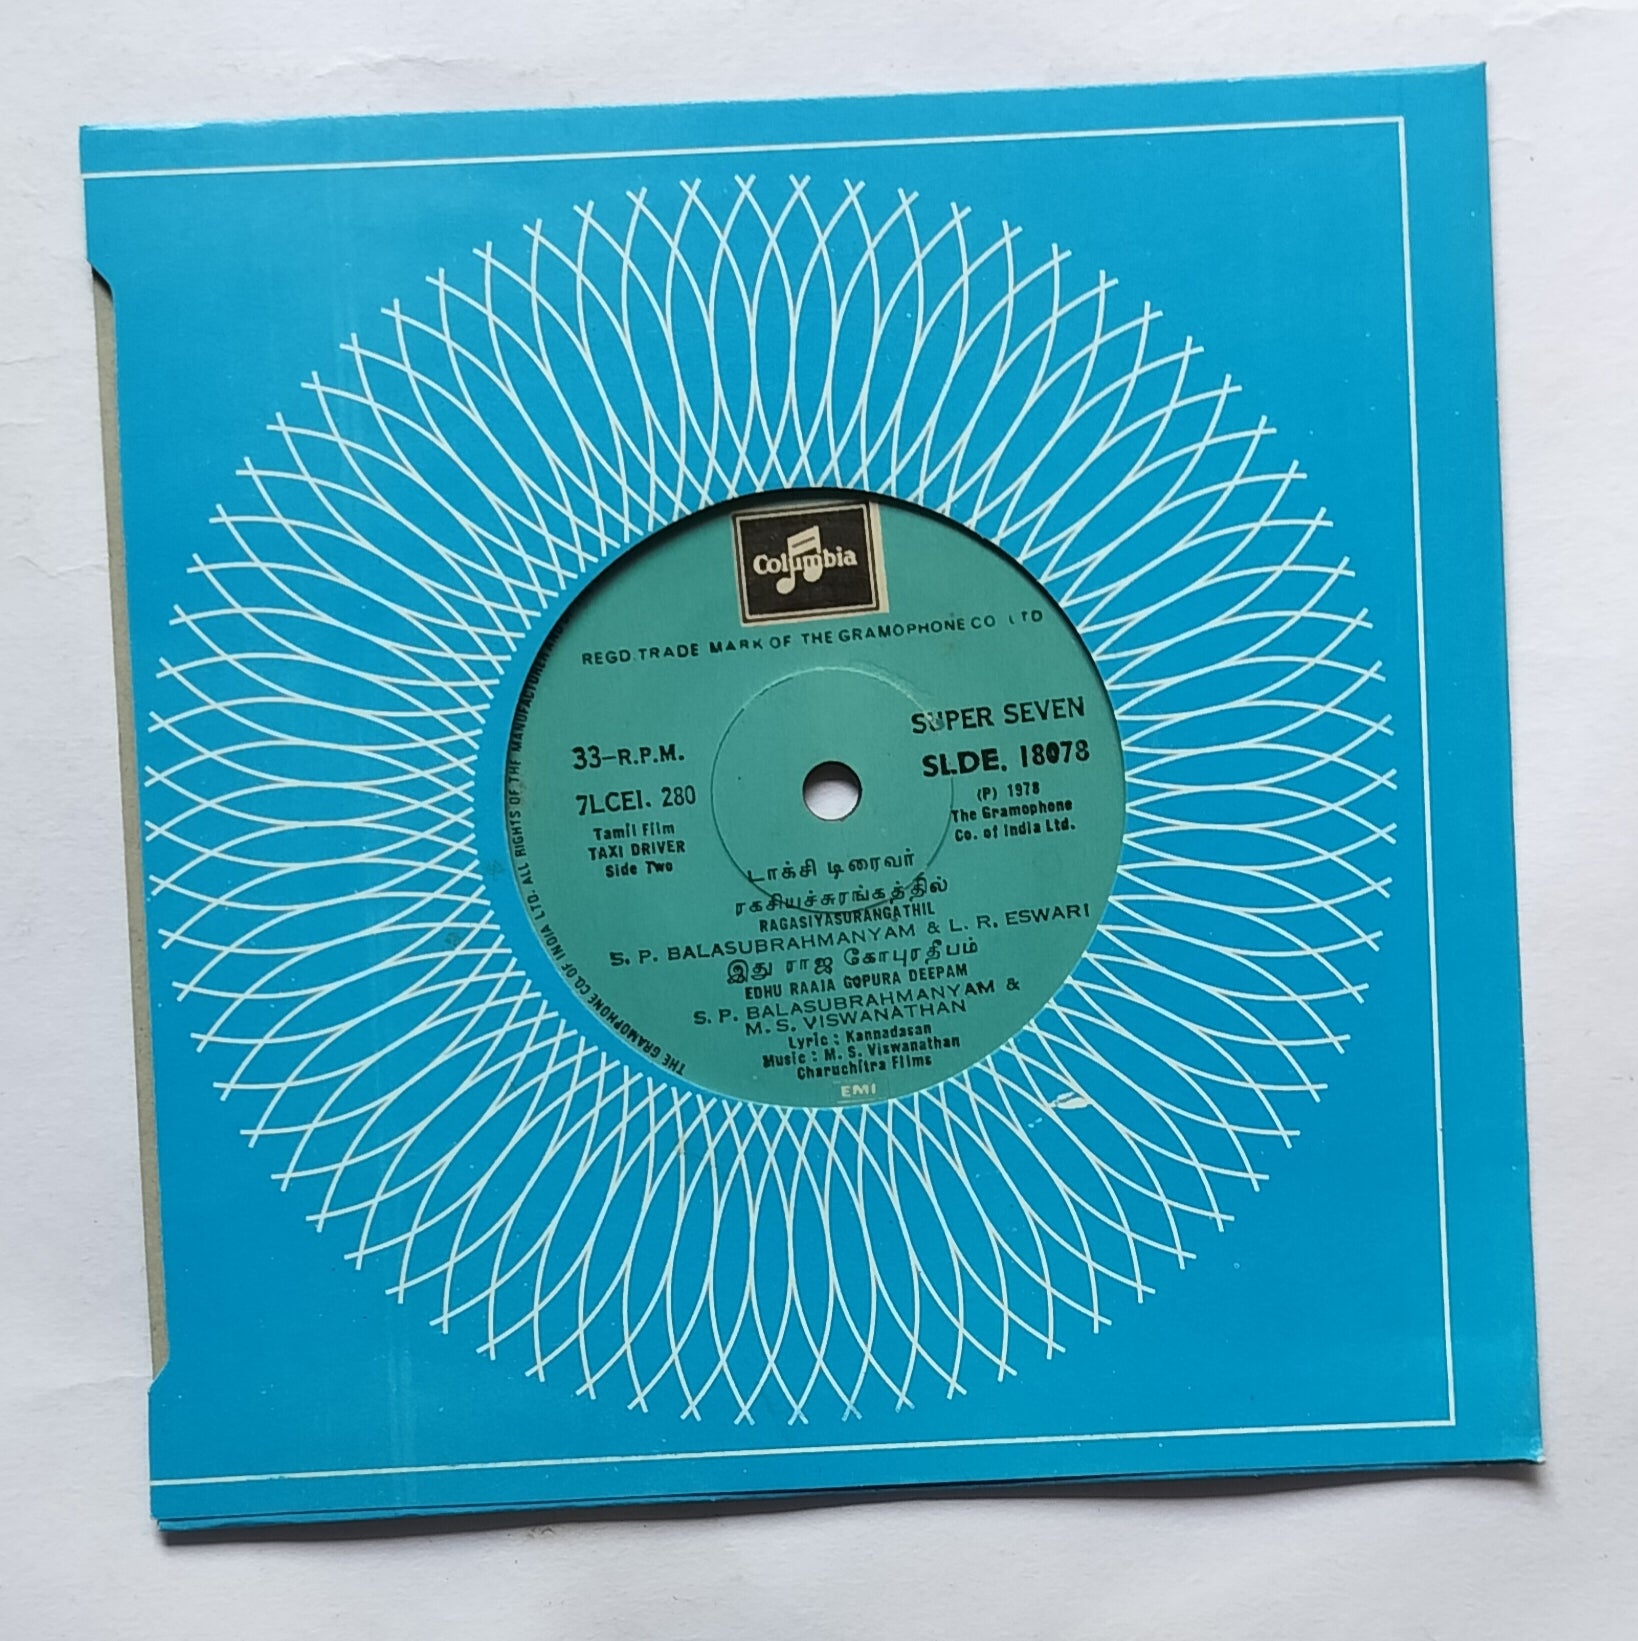 Columbia
REGD. TRADE MARK OF THE GRAMOPHONE CO LTD
SUPER SEVEN
SLDE. 18078
(P) 1978
The Gramophone
Co. of India Ltd.
33-R.P.M.
7LCEI. 280
Tamil Film
TAXI DRIVER
Side Two
டாக்சி டிரைவர்
ரகசியச்சுரங்கத்தில்
RAGASIYASURANGATHIL
S. P. BALASUBRAHMANYAM & L. R. ESWARI
இது ராஜ கோபுரதீபம்
EDHU RAAJA GOPURA DEEPAM
S. P. BALASUBRAHMANYAM &
M. S. VISWANATHAN
Lyric : Kannadasan
Music : M. S. Viswanathan
Charuchitra Films
EMI
THE GRAMOPHONE CO. OF INDIA LTD. ALL RIGHTS OF THE MANUFACTURER AND